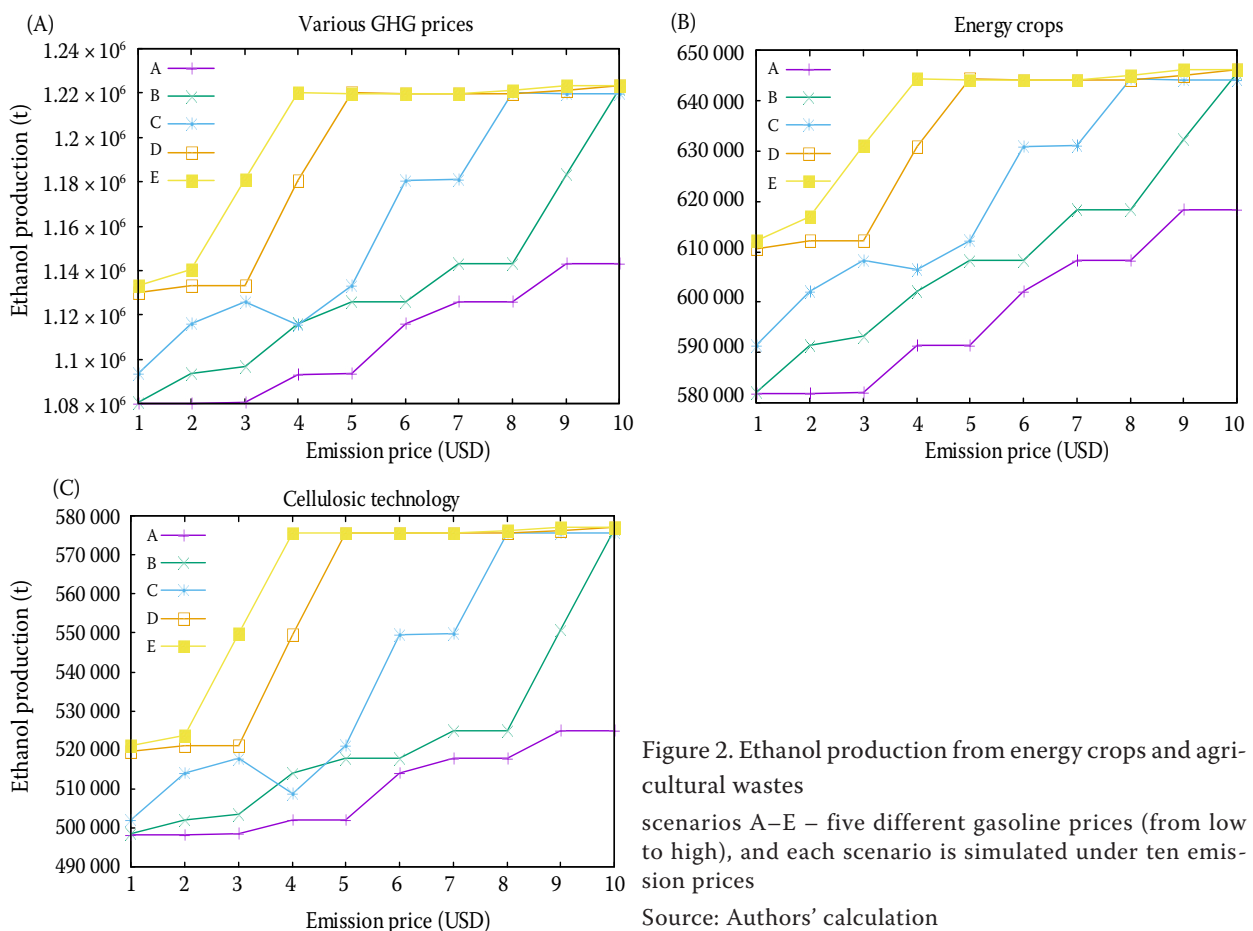 (A)
Various GHG prices
1.24 × 10⁶
1.22 × 10⁶
1.2 × 10⁶
1.18 × 10⁶
1.16 × 10⁶
1.14 × 10⁶
1.12 × 10⁶
1.1 × 10⁶
1.08 × 10⁶
Ethanol production (t)
A
B
C
D
E
1 2 3 4 5 6 7 8 9 10
Emission price (USD)
(B)
Energy crops
650 000
640 000
630 000
620 000
610 000
600 000
590 000
580 000
Ethanol production (t)
A
B
C
D
E
1 2 3 4 5 6 7 8 9 10
Emission price (USD)
(C)
Cellulosic technology
580 000
570 000
560 000
550 000
540 000
530 000
520 000
510 000
500 000
490 000
Ethanol production (t)
A
B
C
D
E
1 2 3 4 5 6 7 8 9 10
Emission price (USD)
Figure 2. Ethanol production from energy crops and agri-
cultural wastes
scenarios A–E – five different gasoline prices (from low
to high), and each scenario is simulated under ten emis-
sion prices
Source: Authors' calculation